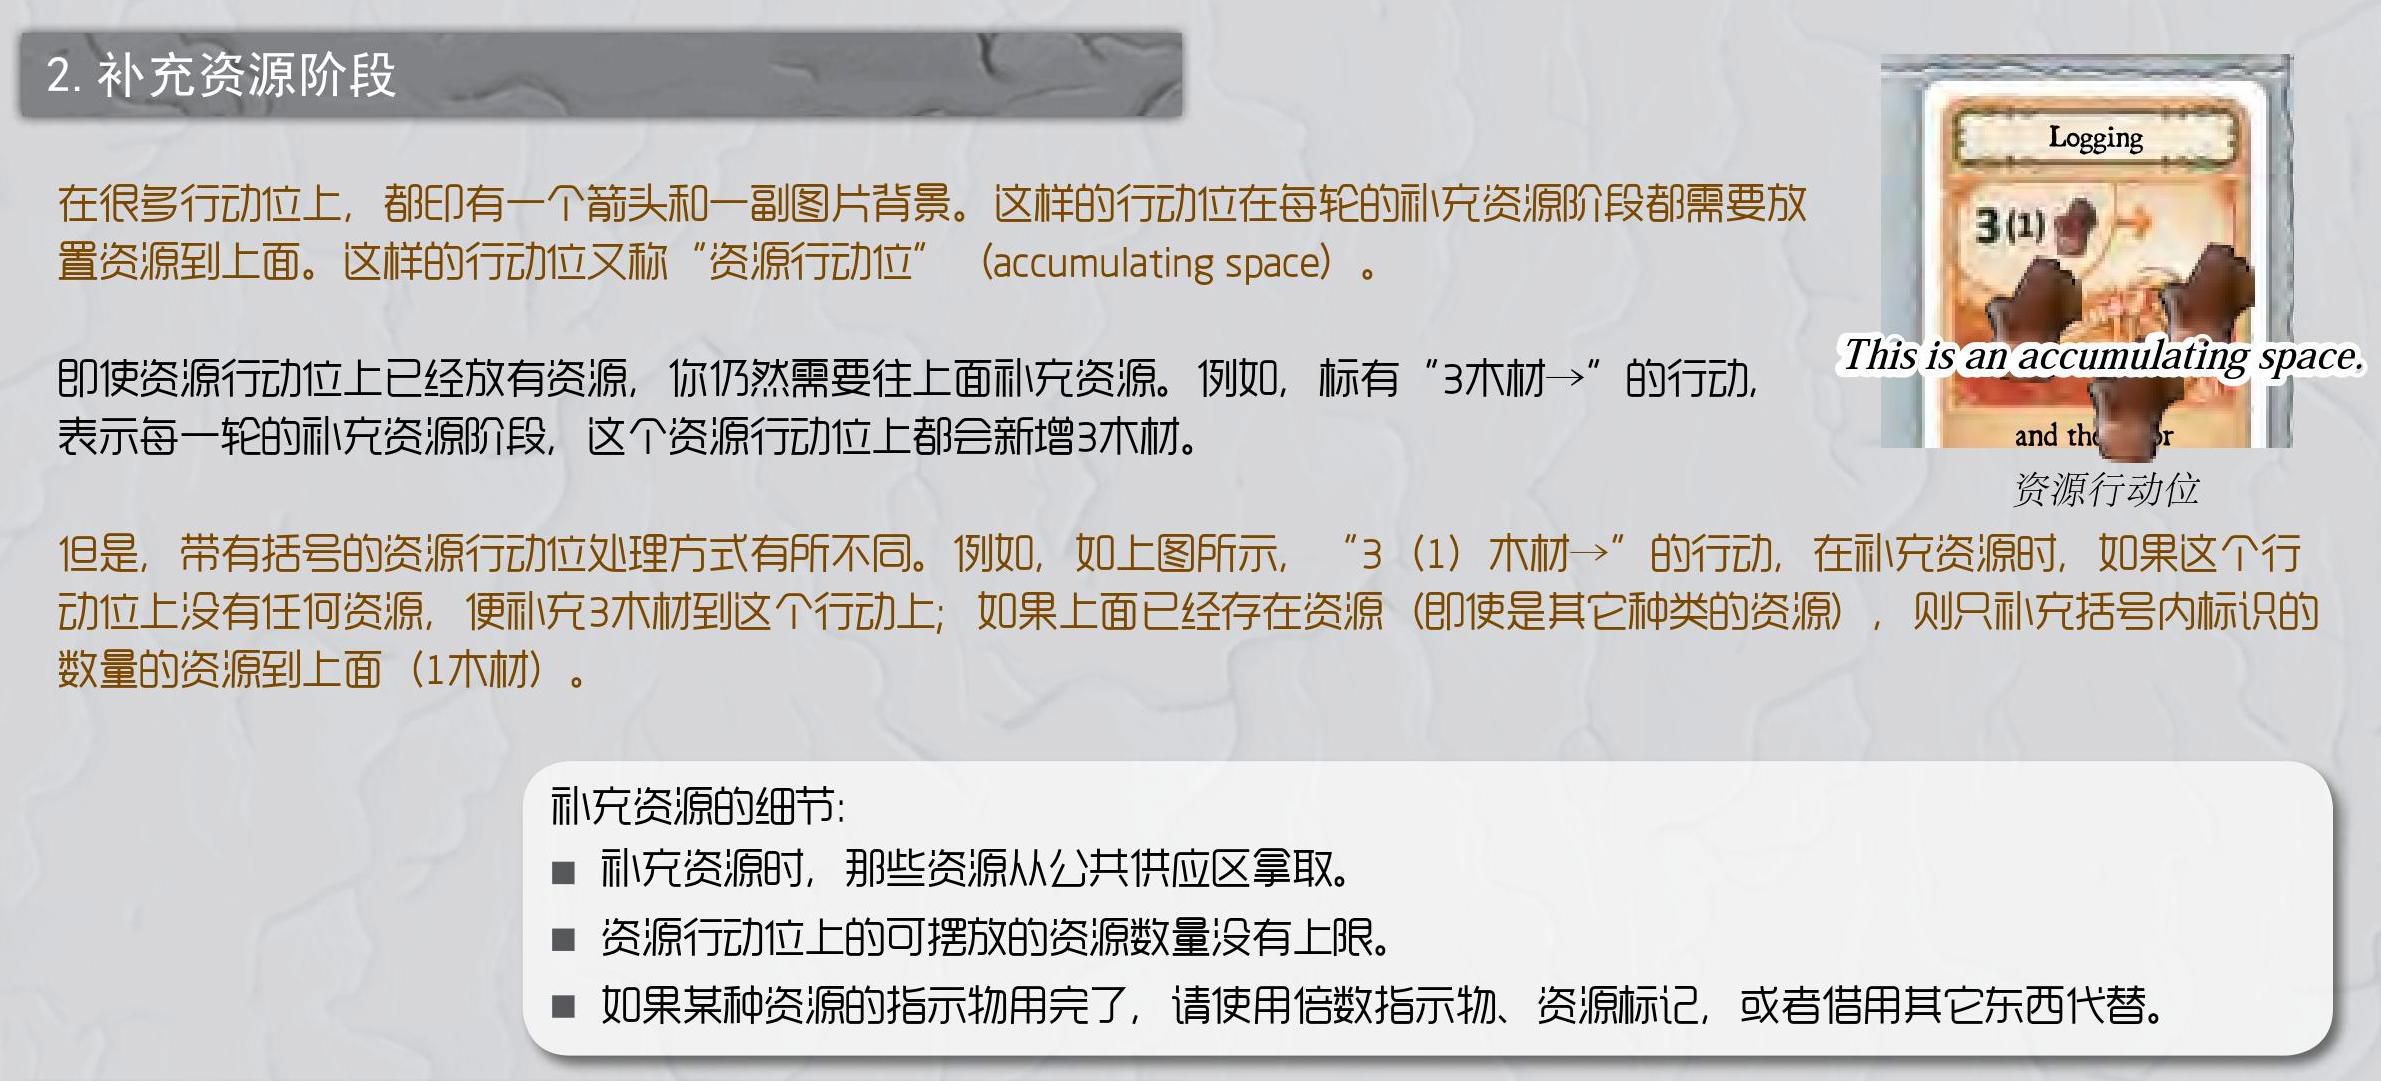 2. 补充资源阶段
在很多行动位上，都印有一个箭头和一副图片背景。这样的行动位在每轮的补充资源阶段都需要放
置资源到上面。这样的行动位又称“资源行动位”（accumulating space）。
即使资源行动位上已经放有资源，你仍然需要往上面补充资源。例如，标有“3木材→”的行动，
表示每一轮的补充资源阶段，这个资源行动位上都会新增3木材。
Logging
3(1) →
This is an accumulating space.
and the
资源行动位
但是，带有括号的资源行动位处理方式有所不同。例如，如上图所示，“3（1）木材→”的行动，在补充资源时，如果这个行
动位上没有任何资源，便补充3木材到这个行动上；如果上面已经存在资源（即使是其它种类的资源），则只补充括号内标识的
数量的资源到上面（1木材）。
补充资源的细节：
■ 补充资源时，那些资源从公共供应区拿取。
■ 资源行动位上的可摆放的资源数量没有上限。
■ 如果某种资源的指示物用完了，请使用倍数指示物、资源标记，或者借用其它东西代替。